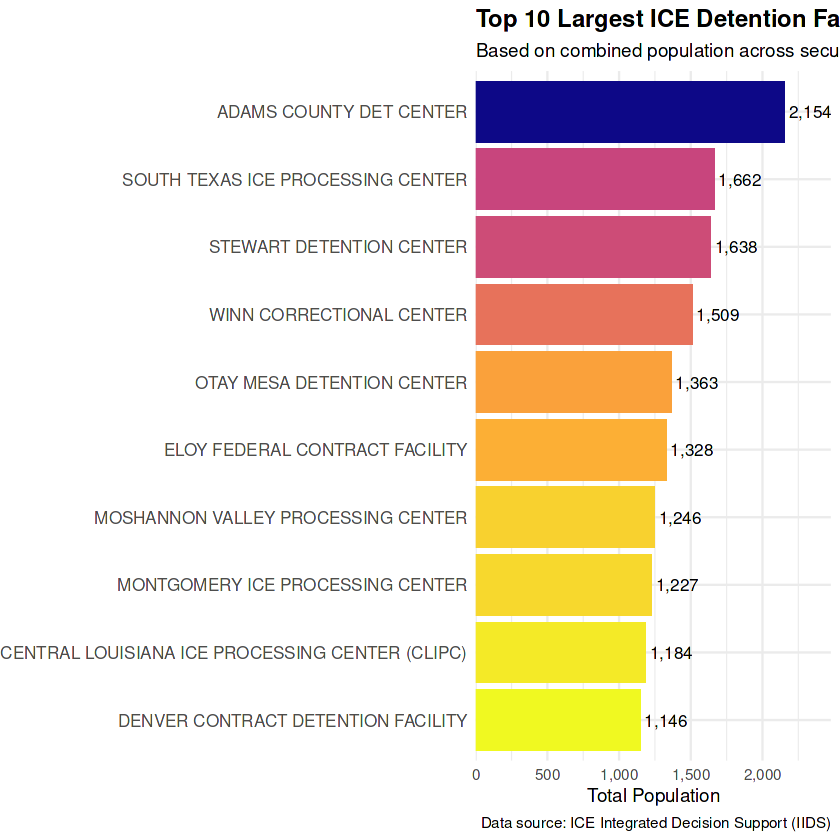 Top 10 Largest ICE Detention Fa
Based on combined population across secu
ADAMS COUNTY DET CENTER 2,154
SOUTH TEXAS ICE PROCESSING CENTER 1,662
STEWART DETENTION CENTER 1,638
WINN CORRECTIONAL CENTER 1,509
OTAY MESA DETENTION CENTER 1,363
ELOY FEDERAL CONTRACT FACILITY 1,328
MOSHANNON VALLEY PROCESSING CENTER 1,246
MONTGOMERY ICE PROCESSING CENTER 1,227
CENTRAL LOUISIANA ICE PROCESSING CENTER (CLIPC) 1,184
DENVER CONTRACT DETENTION FACILITY 1,146
0 500 1,000 1,500 2,000
Total Population
Data source: ICE Integrated Decision Support (IIDS)